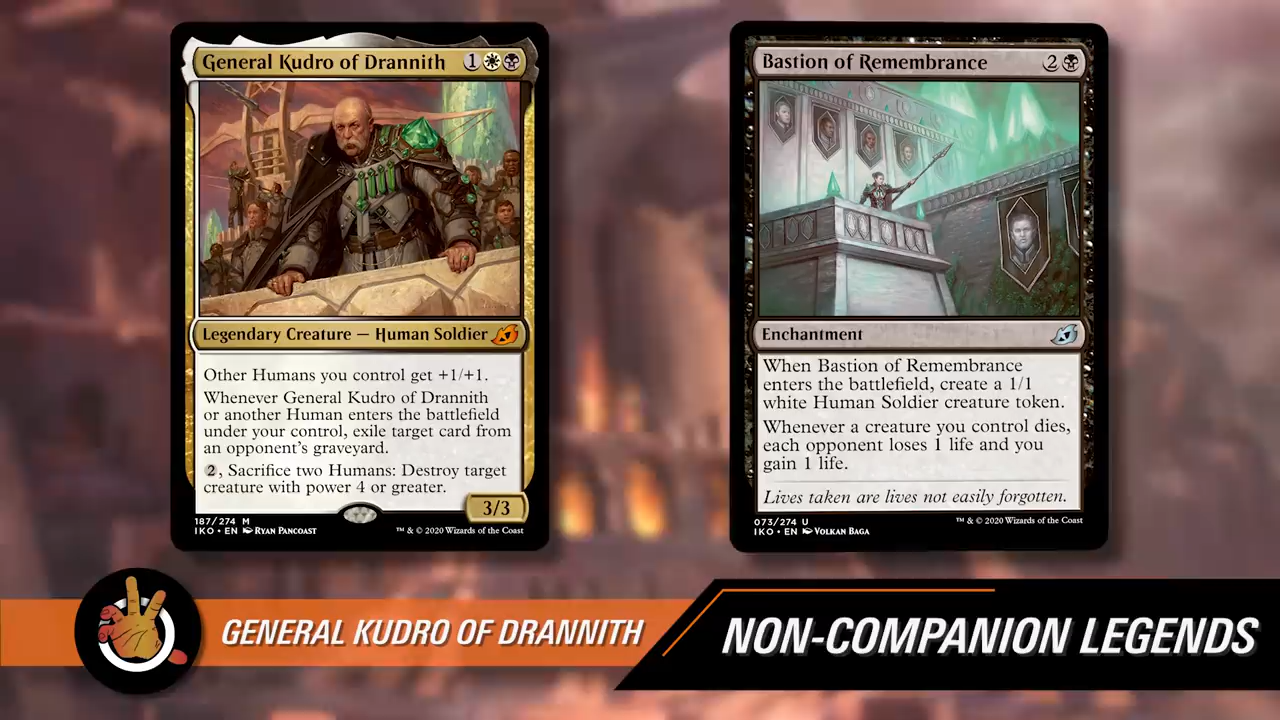 General Kudro of Drannith 1
Legendary Creature — Human Soldier
Other Humans you control get +1/+1.
Whenever General Kudro of Drannith
or another Human enters the battlefield
under your control, exile target card from
an opponent's graveyard.
2, Sacrifice two Humans: Destroy target
creature with power 4 or greater.
3/3
187/274 M
IKO • EN Ryan Pancoast
™ & © 2020 Wizards of the Coast
Bastion of Remembrance 2
Enchantment
When Bastion of Remembrance
enters the battlefield, create a 1/1
white Human Soldier creature token.
Whenever a creature you control dies,
each opponent loses 1 life and you
gain 1 life.
Lives taken are lives not easily forgotten.
073/274 U
IKO • EN Volkan Baga
™ & © 2020 Wizards of the Coast
GENERAL KUDRO OF DRANNITH
NON-COMPANION LEGENDS